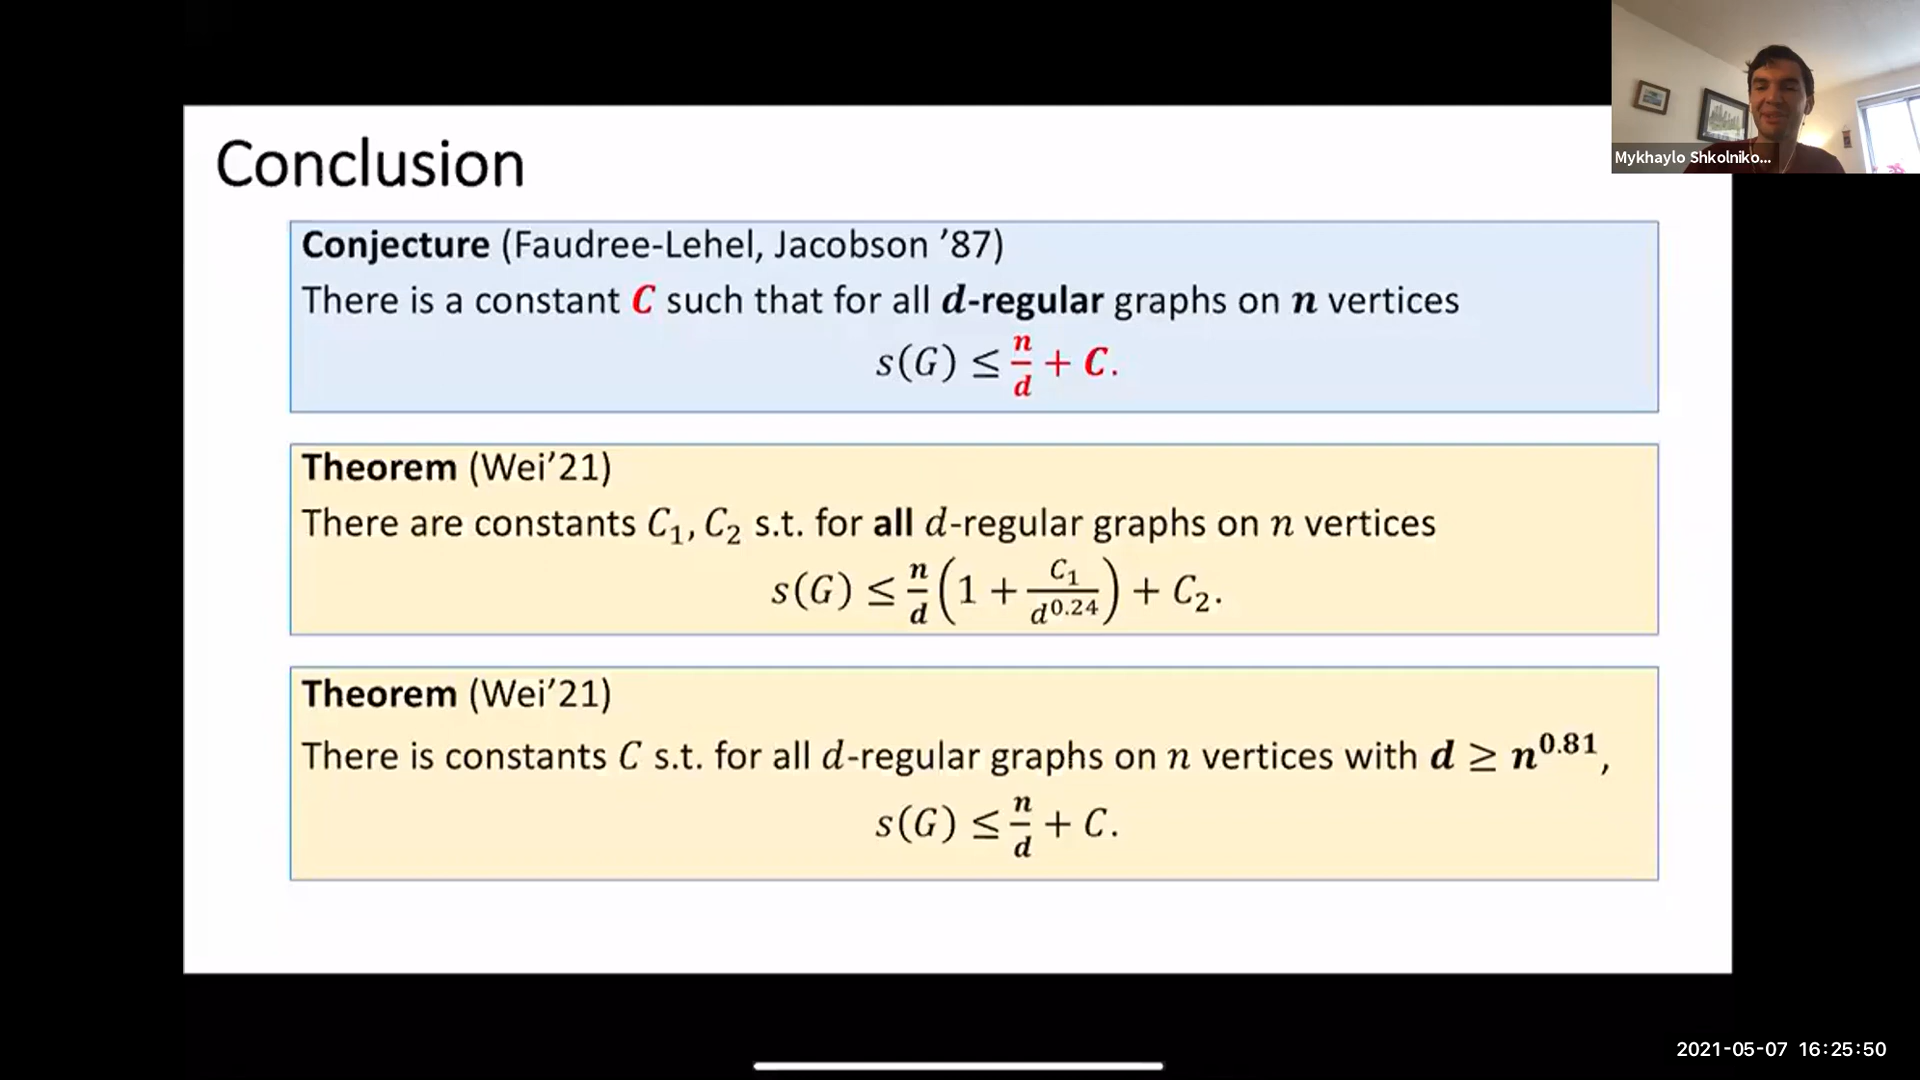 Mykhaylo Shkolniko...
Conclusion
Conjecture (Faudree-Lehel, Jacobson ’87)
There is a constant C such that for all d-regular graphs on n vertices
s(G) ≤ n/d + C.
Theorem (Wei’21)
There are constants C₁, C₂ s.t. for all d-regular graphs on n vertices
s(G) ≤ n/d (1 + C₁/d^0.24) + C₂.
Theorem (Wei’21)
There is constants C s.t. for all d-regular graphs on n vertices with d ≥ n^0.81,
s(G) ≤ n/d + C.
2021-05-07 16:25:50